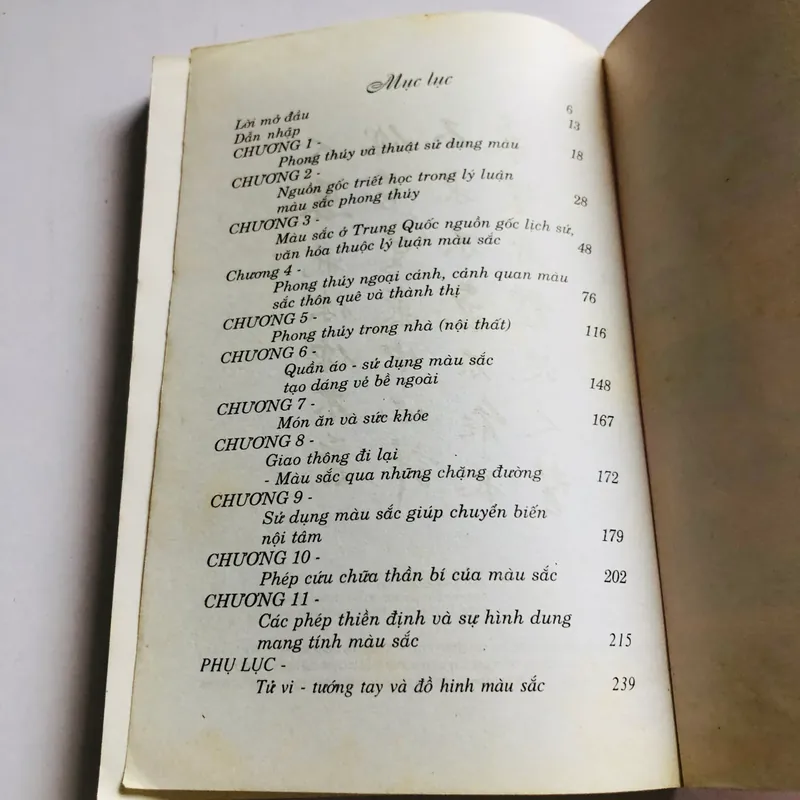 Mục lục
Lời mở đầu 6
Dẫn nhập 13
CHƯƠNG 1 -
Phong thủy và thuật sử dụng màu 18
CHƯƠNG 2 -
Nguồn gốc triết học trong lý luận
màu sắc phong thủy 28
CHƯƠNG 3 -
Màu sắc ở Trung Quốc nguồn gốc lịch sử,
văn hóa thuộc lý luận màu sắc 48
Chương 4 -
Phong thủy ngoại cảnh, cảnh quan màu
sắc thôn quê và thành thị 76
CHƯƠNG 5 -
Phong thủy trong nhà (nội thất) 116
CHƯƠNG 6 -
Quần áo - sử dụng màu sắc
tạo dáng vẻ bề ngoài 148
CHƯƠNG 7 -
Món ăn và sức khỏe 167
CHƯƠNG 8 -
Giao thông đi lại
- Màu sắc qua những chặng đường 172
CHƯƠNG 9 -
Sử dụng màu sắc giúp chuyển biến
nội tâm 179
CHƯƠNG 10 -
Phép cứu chữa thần bí của màu sắc 202
CHƯƠNG 11 -
Các phép thiền định và sự hình dung
mang tính màu sắc 215
PHỤ LỤC -
Tử vi - tướng tay và đồ hình màu sắc 239